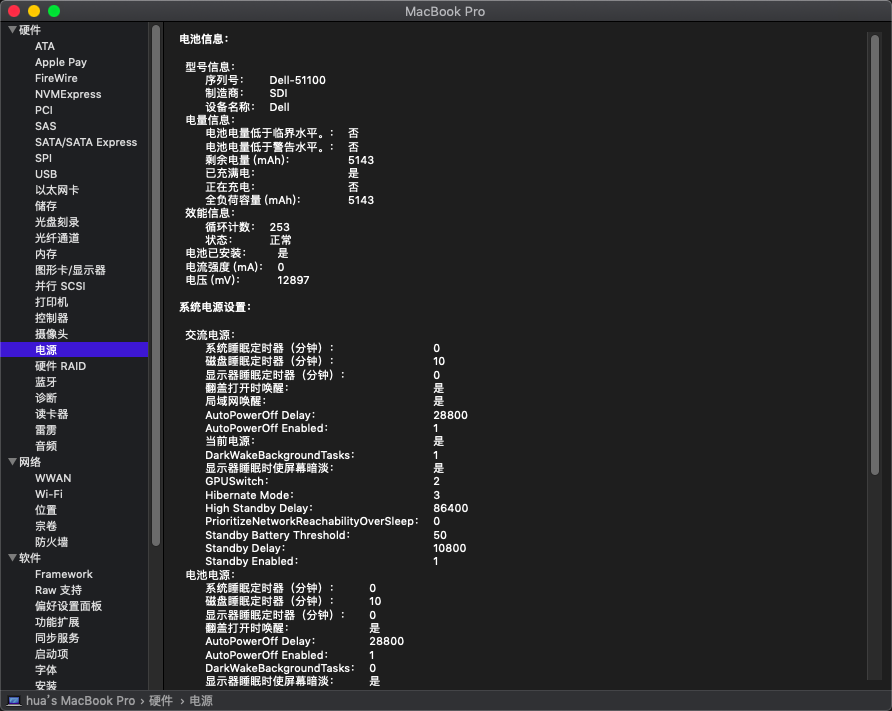 MacBook Pro
硬件
ATA
Apple Pay
FireWire
NVMExpress
PCI
SAS
SATA/SATA Express
SPI
USB
以太网卡
储存
光盘刻录
光纤通道
内存
图形卡/显示器
并行 SCSI
打印机
控制器
摄像头
电源
硬件 RAID
蓝牙
诊断
读卡器
雷雳
音频
网络
WWAN
Wi-Fi
位置
宗卷
防火墙
软件
Framework
Raw 支持
偏好设置面板
功能扩展
同步服务
启动项
字体
安装
电池信息：
型号信息：
序列号： Dell-51100
制造商： SDI
设备名称： Dell
电量信息：
电池电量低于临界水平。： 否
电池电量低于警告水平。： 否
剩余电量 (mAh)： 5143
已充满电： 是
正在充电： 否
全负荷容量 (mAh)： 5143
效能信息：
循环计数： 253
状态： 正常
电池已安装： 是
电流强度 (mA)： 0
电压 (mV)： 12897
系统电源设置：
交流电源：
系统睡眠定时器（分钟）： 0
磁盘睡眠定时器（分钟）： 10
显示器睡眠定时器（分钟）： 0
翻盖打开时唤醒： 是
局域网唤醒： 是
AutoPowerOff Delay： 28800
AutoPowerOff Enabled： 1
当前电源： 是
DarkWakeBackgroundTasks： 1
显示器睡眠时使屏幕暗淡： 是
GPUSwitch： 2
Hibernate Mode： 3
High Standby Delay： 86400
PrioritizeNetworkReachabilityOverSleep： 0
Standby Battery Threshold： 50
Standby Delay： 10800
Standby Enabled： 1
电池电源：
系统睡眠定时器（分钟）： 0
磁盘睡眠定时器（分钟）： 10
显示器睡眠定时器（分钟）： 0
翻盖打开时唤醒： 是
AutoPowerOff Delay： 28800
AutoPowerOff Enabled： 1
DarkWakeBackgroundTasks： 0
显示器睡眠时使屏幕暗淡： 是
hua's MacBook Pro › 硬件 › 电源